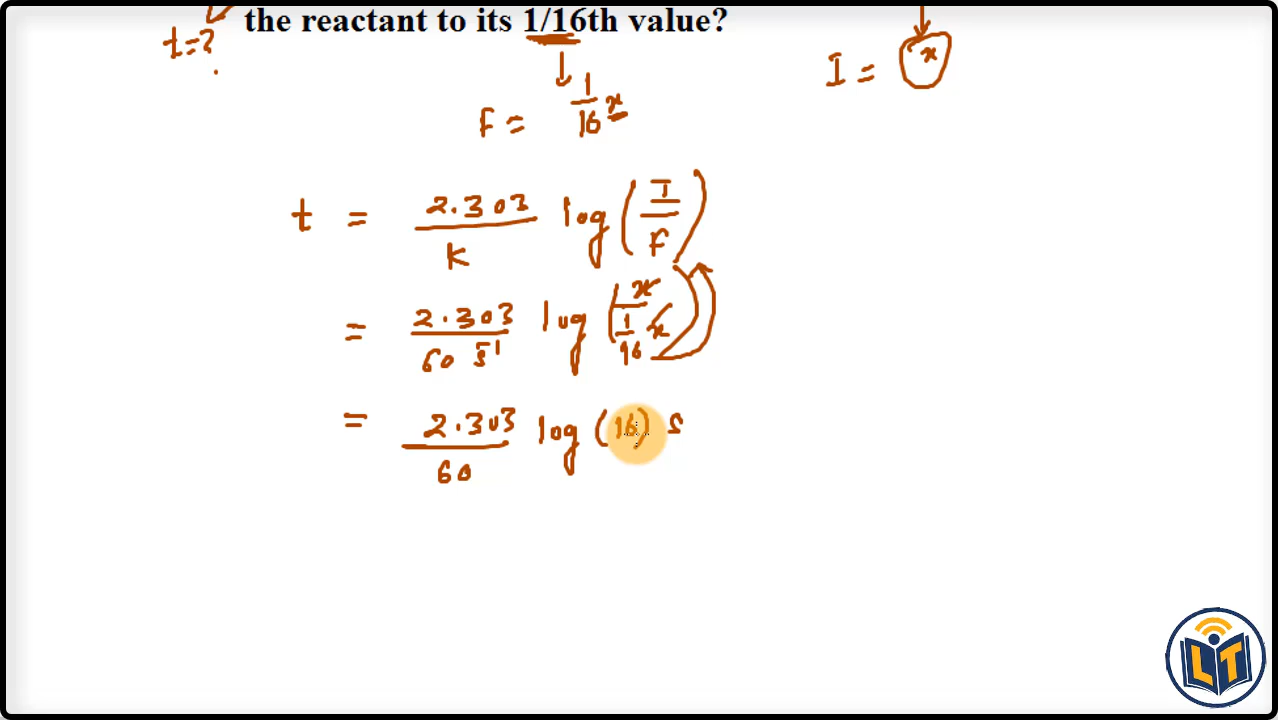 the reactant to its 1/16th value?
t=?
I = x
F = 1/16 x
t = 2.303/K log (I/F)
= 2.303/60 s⁻¹ log (x/(1/16 x))
= 2.303/60 log (16) s
LT